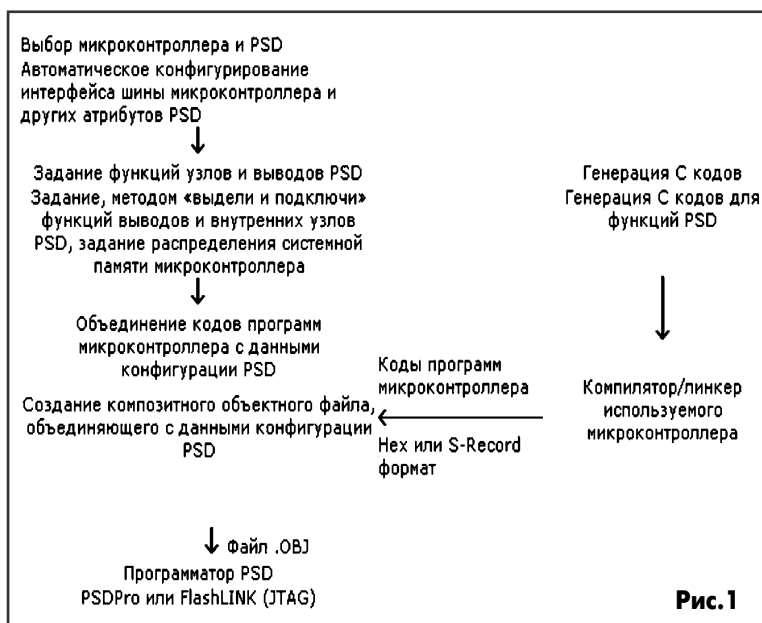 Выбор микроконтроллера и PSD
Автоматическое конфигурирование
интерфейса шины микроконтроллера и
других атрибутов PSD
Задание функций узлов и выводов PSD
Задание, методом «выдели и подключи»
функций выводов и внутренних узлов
PSD, задание распределения системной
памяти микроконтроллера
Генерация С кодов
Генерация С кодов для
функций PSD
Объединение кодов программ
микроконтроллера с данными
конфигурации PSD
Создание композитного объектного файла,
объединяющего с данными конфигурации
PSD
Коды программ
микроконтроллера
Hex или S-Record
формат
Компилятор/линкер
используемого
микроконтроллера
Файл .OBJ
Программатор PSD
PSDPro или FlashLINK (JTAG)
Рис.1